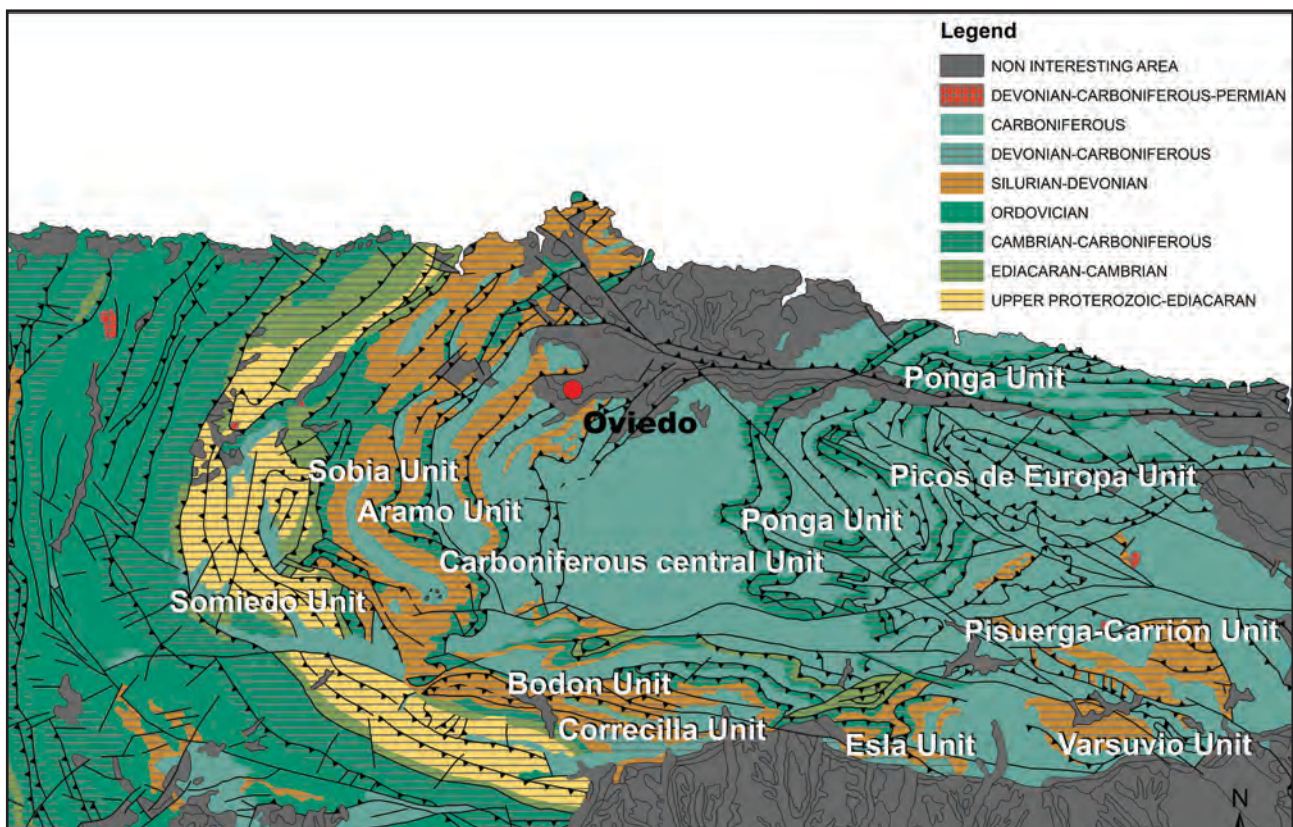 Legend
NON INTERESTING AREA
DEVONIAN-CARBONIFEROUS-PERMIAN
CARBONIFEROUS
DEVONIAN-CARBONIFEROUS
SILURIAN-DEVONIAN
ORDOVICIAN
CAMBRIAN-CARBONIFEROUS
EDIACARAN-CAMBRIAN
UPPER PROTEROZOIC-EDIACARAN
Ponga Unit
Oviedo
Sobia Unit
Picos de Europa Unit
Aramo Unit
Ponga Unit
Carboniferous central Unit
Somiedo Unit
Pisuerga-Carrión Unit
Bodon Unit
Correcilla Unit
Esla Unit
Varsuvio Unit
N